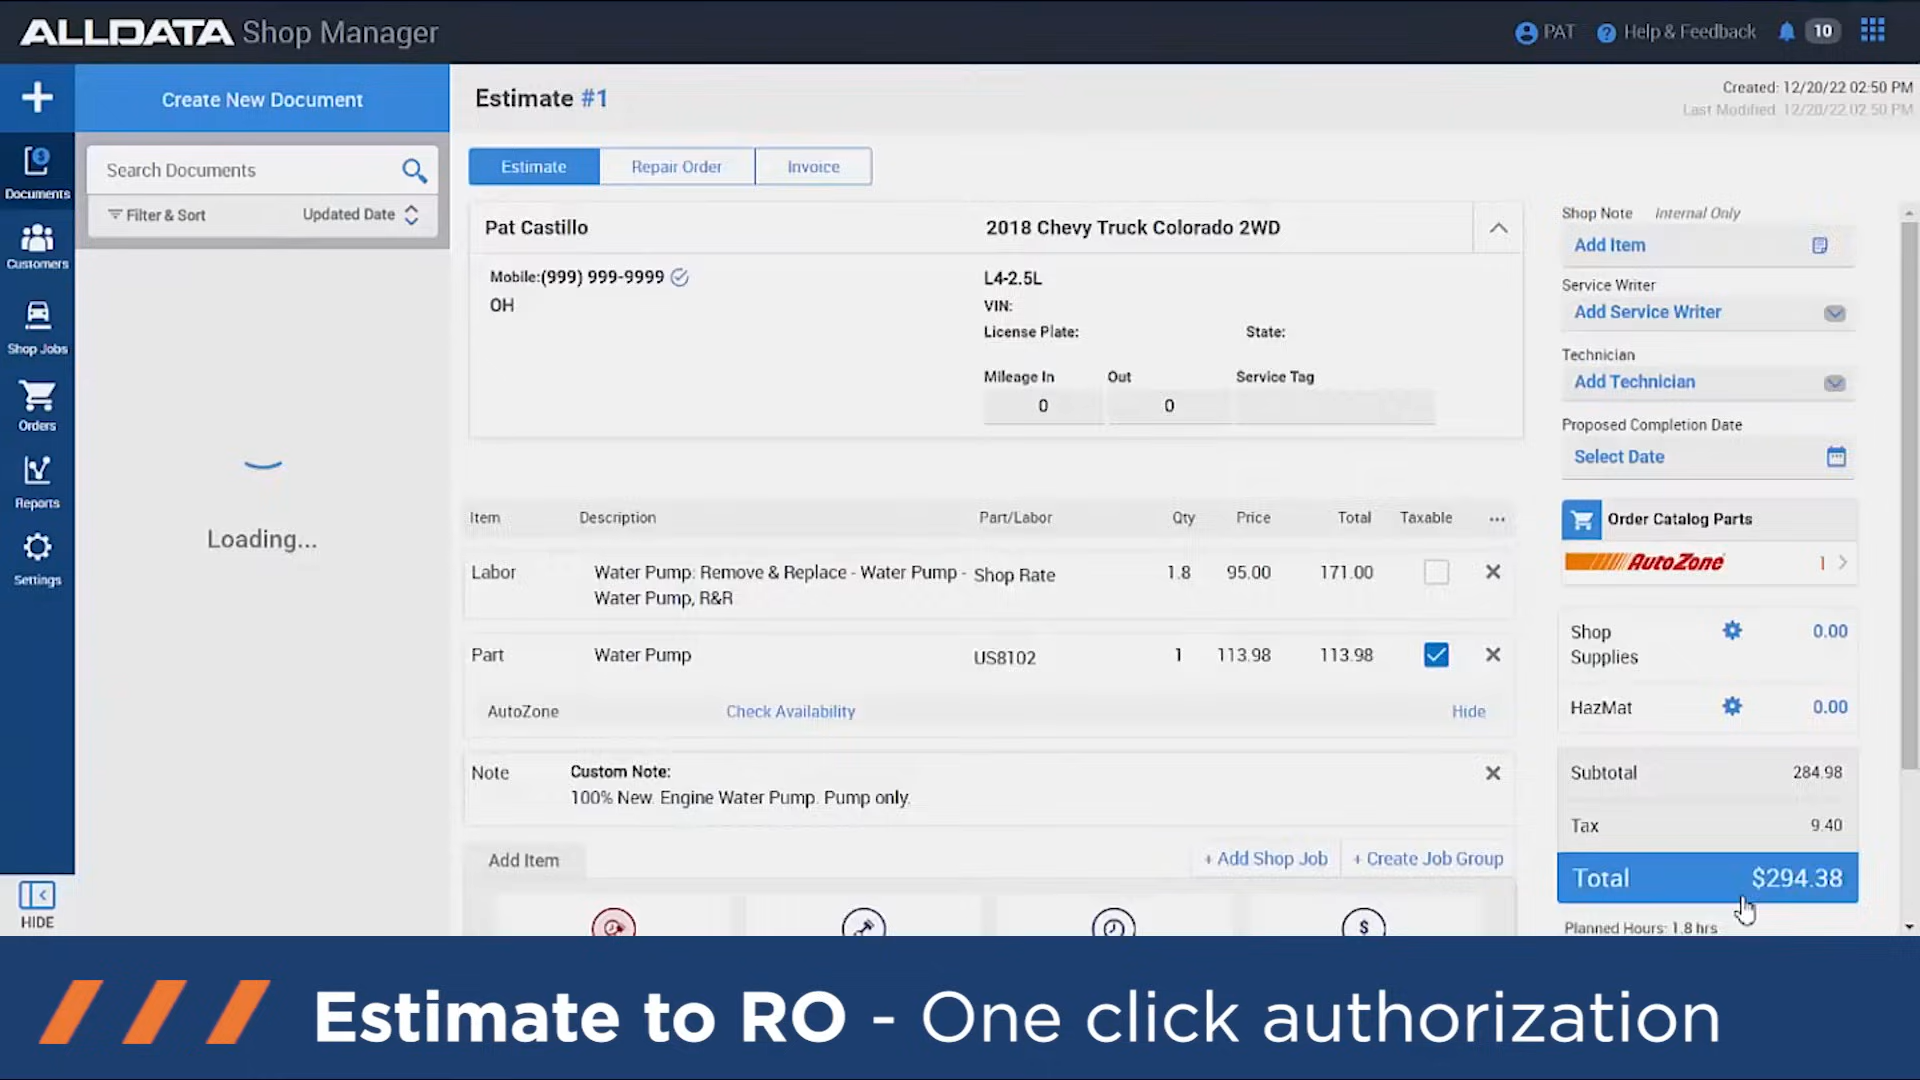 ALLDATA Shop Manager
PAT
Help & Feedback
10
Create New Document
Search Documents
Filter & Sort
Updated Date
Loading...
Documents
Customers
Shop Jobs
Orders
Reports
Settings
HIDE
Estimate #1
Created: 12/20/22 02:50 PM
Last Modified: 12/20/22 02:50 PM
Estimate
Repair Order
Invoice
Pat Castillo
2018 Chevy Truck Colorado 2WD
Mobile:(999) 999-9999
OH
L4-2.5L
VIN:
License Plate:
State:
Mileage In
Out
Service Tag
0
0
Item
Description
Part/Labor
Qty
Price
Total
Taxable
...
Labor
Water Pump: Remove & Replace - Water Pump -
Water Pump, R&R
Shop Rate
1.8
95.00
171.00
Part
Water Pump
US8102
1
113.98
113.98
AutoZone
Check Availability
Hide
Note
Custom Note:
100% New. Engine Water Pump. Pump only.
Add Item
+ Add Shop Job
+ Create Job Group
Shop Note Internal Only
Add Item
Service Writer
Add Service Writer
Technician
Add Technician
Proposed Completion Date
Select Date
Order Catalog Parts
AutoZone
1
Shop
Supplies
0.00
HazMat
0.00
Subtotal
284.98
Tax
9.40
Total
$294.38
Planned Hours: 1.8 hrs
Estimate to RO - One click authorization